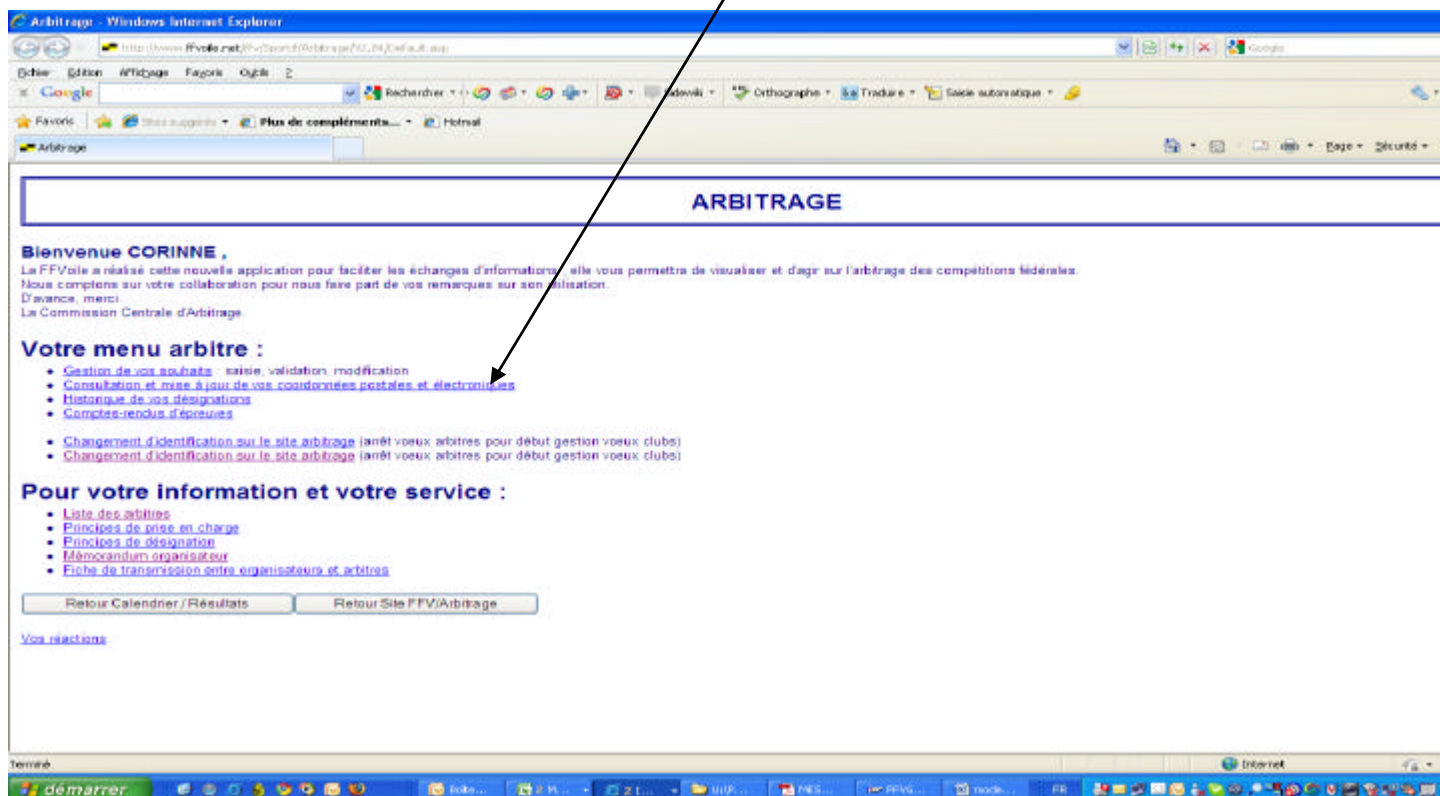 Arbitrage - Windows Internet Explorer
Google
Fichier Edition Affichage Favoris Outils ?
Google Rechercher Orthographe Traduire Saisie automatique
Favoris Plus de compléments... Hotmail
Arbitrage Page Sécurité
ARBITRAGE
Bienvenue CORINNE ,
La FFVoile a réalisé cette nouvelle application pour faciliter les échanges d'informations , elle vous permettra de visualiser et d'agir sur l'arbitrage des compétitions fédérales.
Nous comptons sur votre collaboration pour nous faire part de vos remarques sur son utilisation.
D'avance, merci
La Commission Centrale d'Arbitrage
Votre menu arbitre :
Gestion de vos souhaits : saisie, validation, modification
Consultation et mise à jour de vos coordonnées postales et électroniques
Historique de vos désignations
Comptes-rendus d'épreuves
Changement d'identification sur le site arbitrage (arrêt voeux arbitres pour début gestion voeux clubs)
Changement d'identification sur le site arbitrage (arrêt voeux arbitres pour début gestion voeux clubs)
Pour votre information et votre service :
Liste des arbitres
Principes de prise en charge
Principes de désignation
Mémorandum organisateur
Fiche de transmission entre organisateurs et arbitres
Retour Calendrier / Résultats Retour Site FFV/Arbitrage
Vos réactions
Terminé Internet
démarrer FR